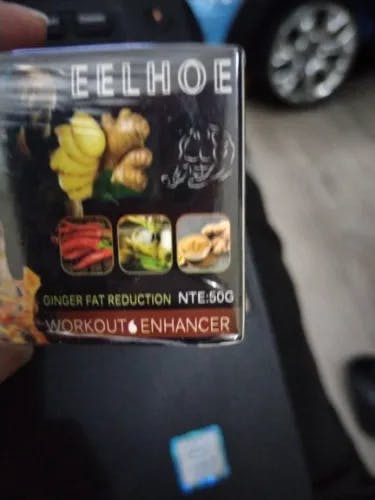 EELHOE
GINGER FAT REDUCTION NTE:50G
WORKOUT ENHANCER